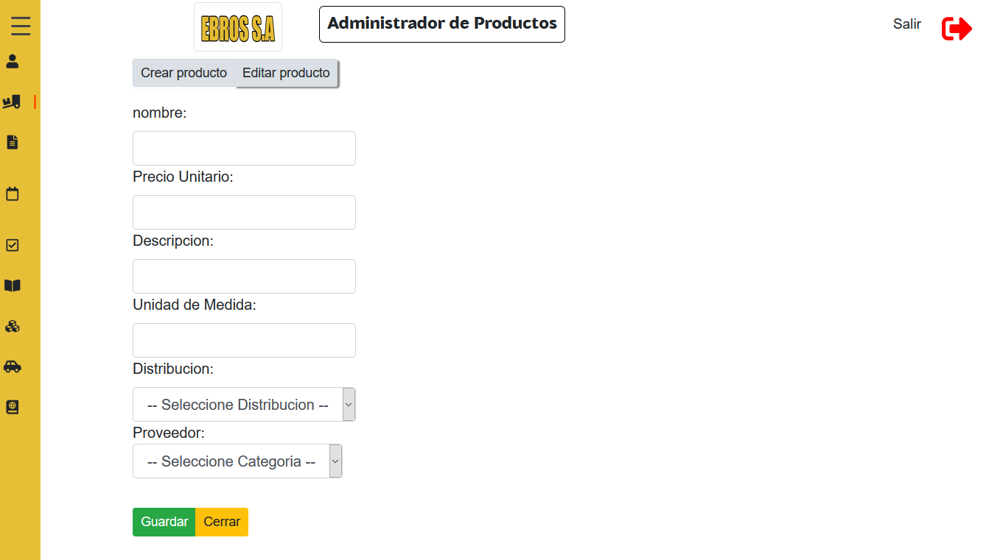 EBROS S.A
Administrador de Productos
Salir
Crear producto Editar producto
nombre:
Precio Unitario:
Descripcion:
Unidad de Medida:
Distribucion:
-- Seleccione Distribucion --
Proveedor:
-- Seleccione Categoria --
Guardar Cerrar